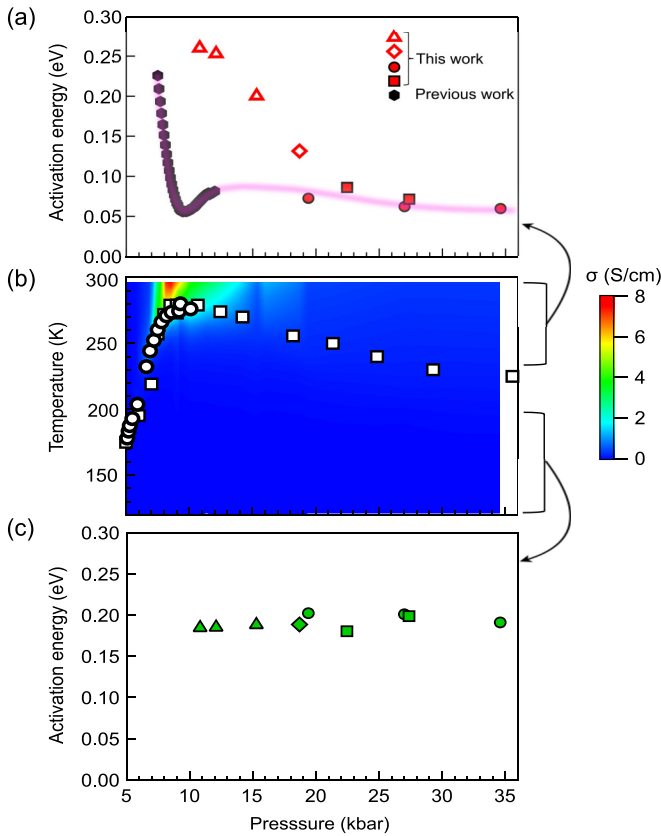 (a)
0.30
0.25
0.20
0.15
0.10
0.05
0.00
Activation energy (eV)
This work
Previous work
(b)
300
250
200
150
Temperature (K)
σ (S/cm)
8
6
4
2
0
(c)
0.30
0.25
0.20
0.15
0.10
0.05
0.00
Activation energy (eV)
5 10 15 20 25 30 35
Presssure (kbar)